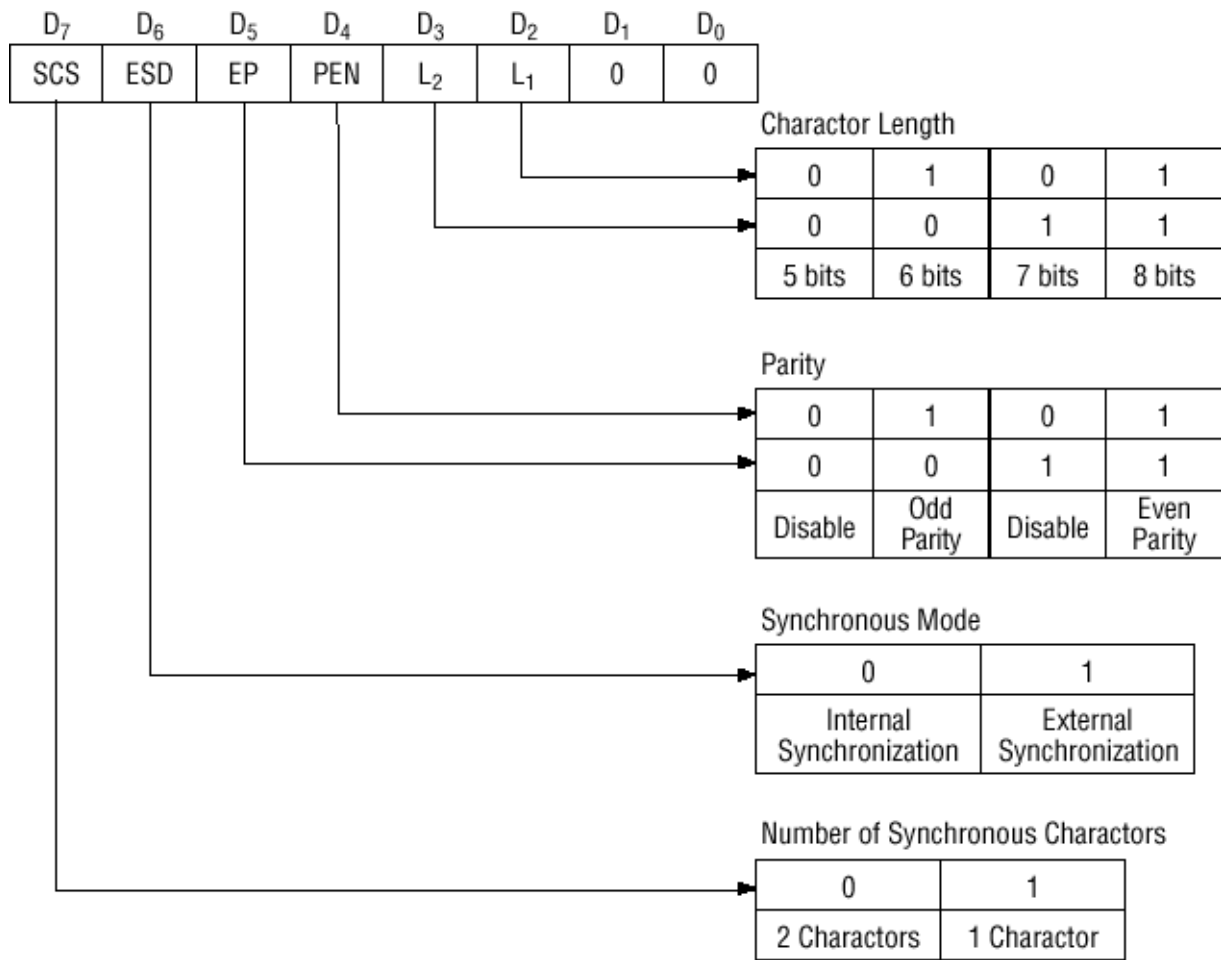 D7 D6 D5 D4 D3 D2 D1 D0
SCS ESD EP PEN L2 L1 0 0
Charactor Length
0 1 0 1
0 0 1 1
5 bits 6 bits 7 bits 8 bits
Parity
0 1 0 1
0 0 1 1
Disable Odd Parity Disable Even Parity
Synchronous Mode
0 1
Internal Synchronization External Synchronization
Number of Synchronous Charactors
0 1
2 Charactors 1 Charactor